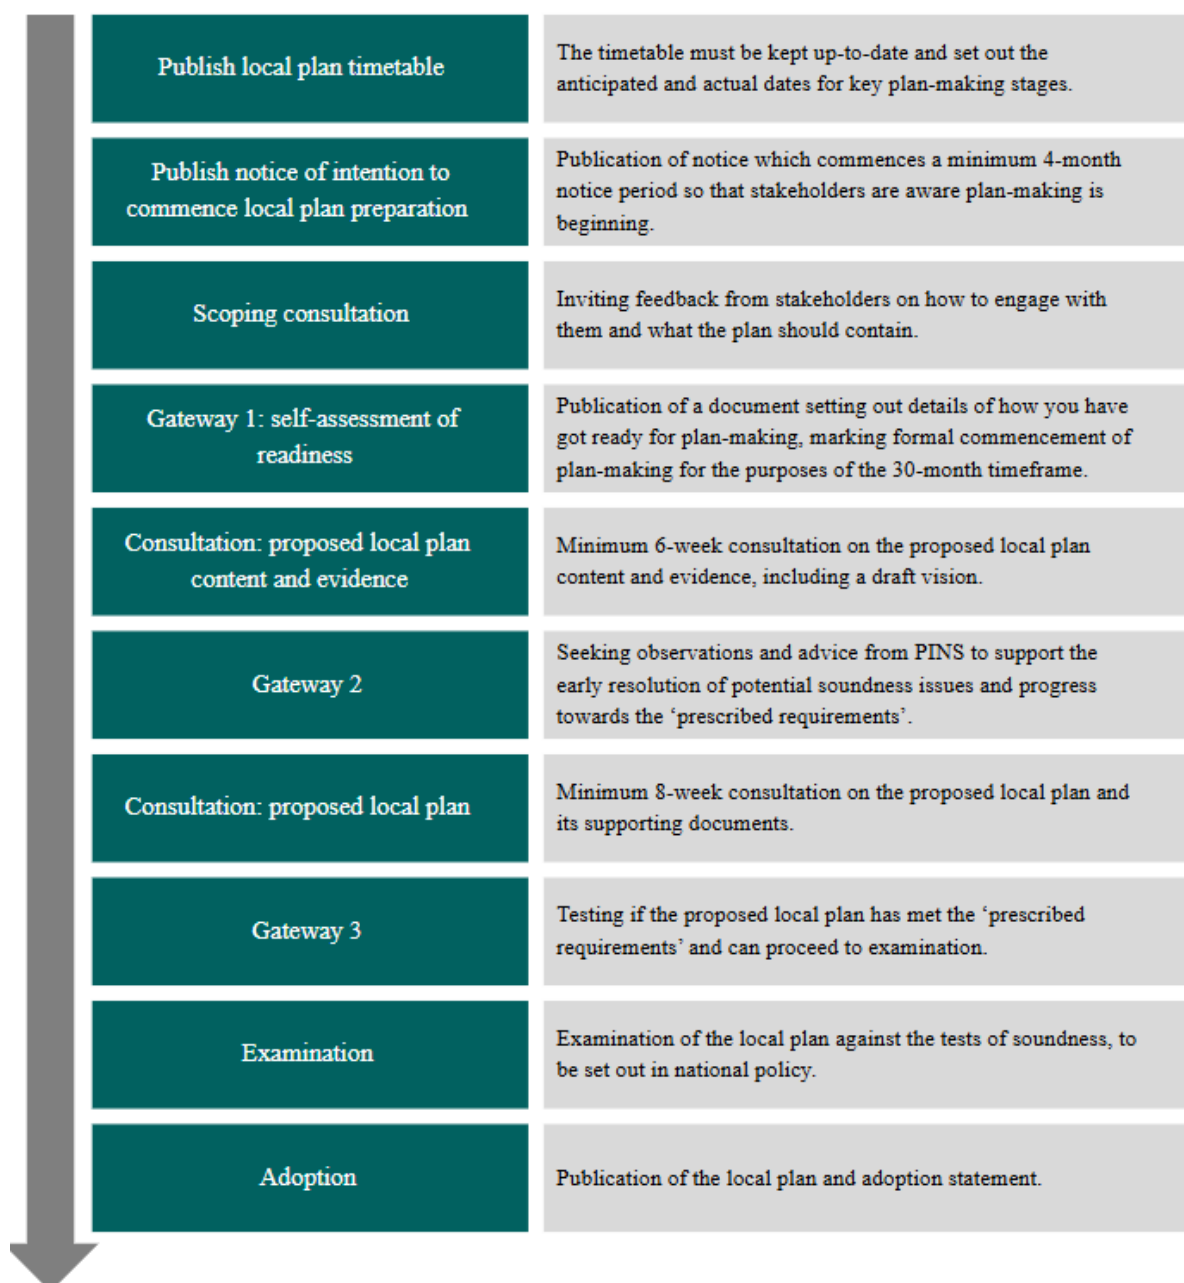 Publish local plan timetable
The timetable must be kept up-to-date and set out the
anticipated and actual dates for key plan-making stages.
Publish notice of intention to
commence local plan preparation
Publication of notice which commences a minimum 4-month
notice period so that stakeholders are aware plan-making is
beginning.
Scoping consultation
Inviting feedback from stakeholders on how to engage with
them and what the plan should contain.
Gateway 1: self-assessment of
readiness
Publication of a document setting out details of how you have
got ready for plan-making, marking formal commencement of
plan-making for the purposes of the 30-month timeframe.
Consultation: proposed local plan
content and evidence
Minimum 6-week consultation on the proposed local plan
content and evidence, including a draft vision.
Gateway 2
Seeking observations and advice from PINS to support the
early resolution of potential soundness issues and progress
towards the ‘prescribed requirements’.
Consultation: proposed local plan
Minimum 8-week consultation on the proposed local plan and
its supporting documents.
Gateway 3
Testing if the proposed local plan has met the ‘prescribed
requirements’ and can proceed to examination.
Examination
Examination of the local plan against the tests of soundness, to
be set out in national policy.
Adoption
Publication of the local plan and adoption statement.